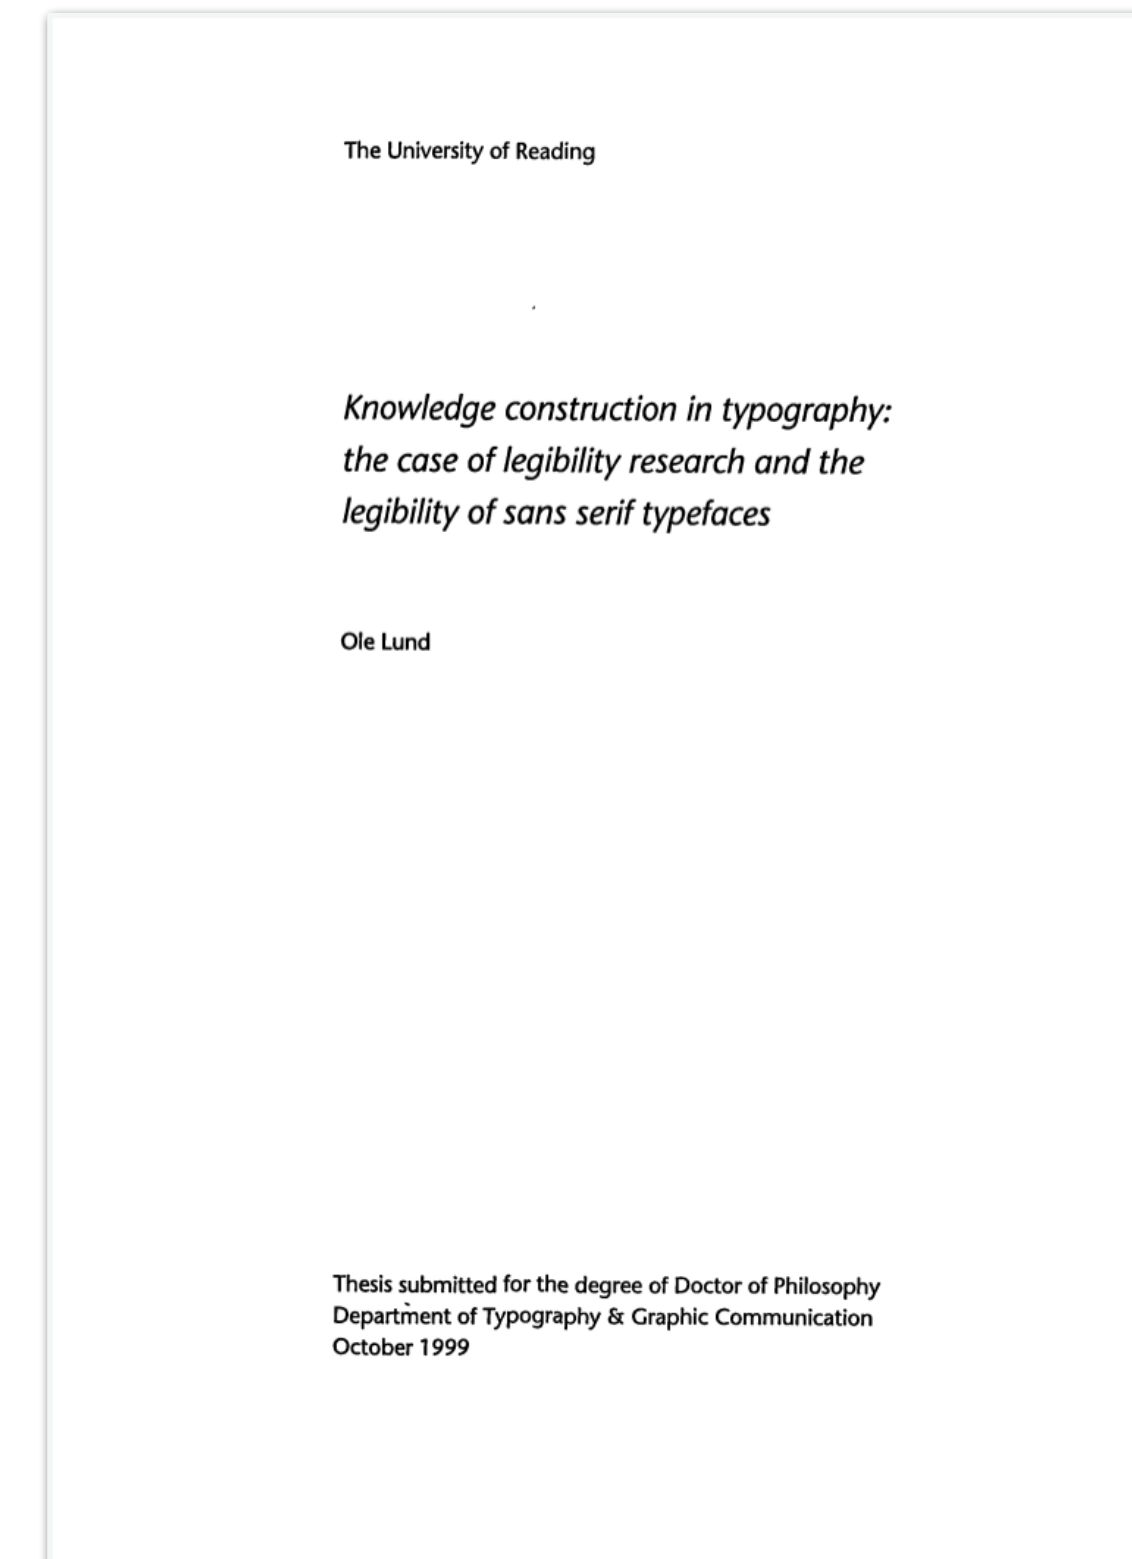 The University of Reading
Knowledge construction in typography:
the case of legibility research and the
legibility of sans serif typefaces
Ole Lund
Thesis submitted for the degree of Doctor of Philosophy
Department of Typography & Graphic Communication
October 1999